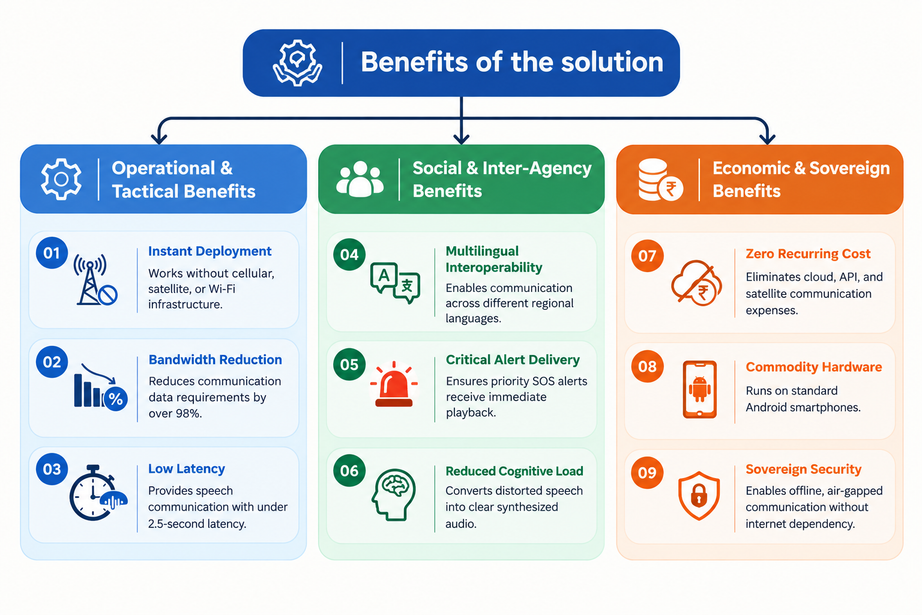 Benefits of the solution
Operational &
Tactical Benefits
01
Instant Deployment
Works without cellular,
satellite, or Wi-Fi
infrastructure.
02
%
Bandwidth Reduction
Reduces communication
data requirements by
over 98%.
03
Low Latency
Provides speech
communication with under
2.5-second latency.
Social & Inter-Agency
Benefits
04
A
文
Multilingual
Interoperability
Enables communication
across different regional
languages.
05
Critical Alert Delivery
Ensures priority SOS alerts
receive immediate
playback.
06
Reduced Cognitive Load
Converts distorted speech
into clear synthesized
audio.
₹
Economic & Sovereign
Benefits
07
₹
Zero Recurring Cost
Eliminates cloud, API, and
satellite communication
expenses.
08
Commodity Hardware
Runs on standard
Android smartphones.
09
Sovereign Security
Enables offline, air-gapped
communication without
internet dependency.